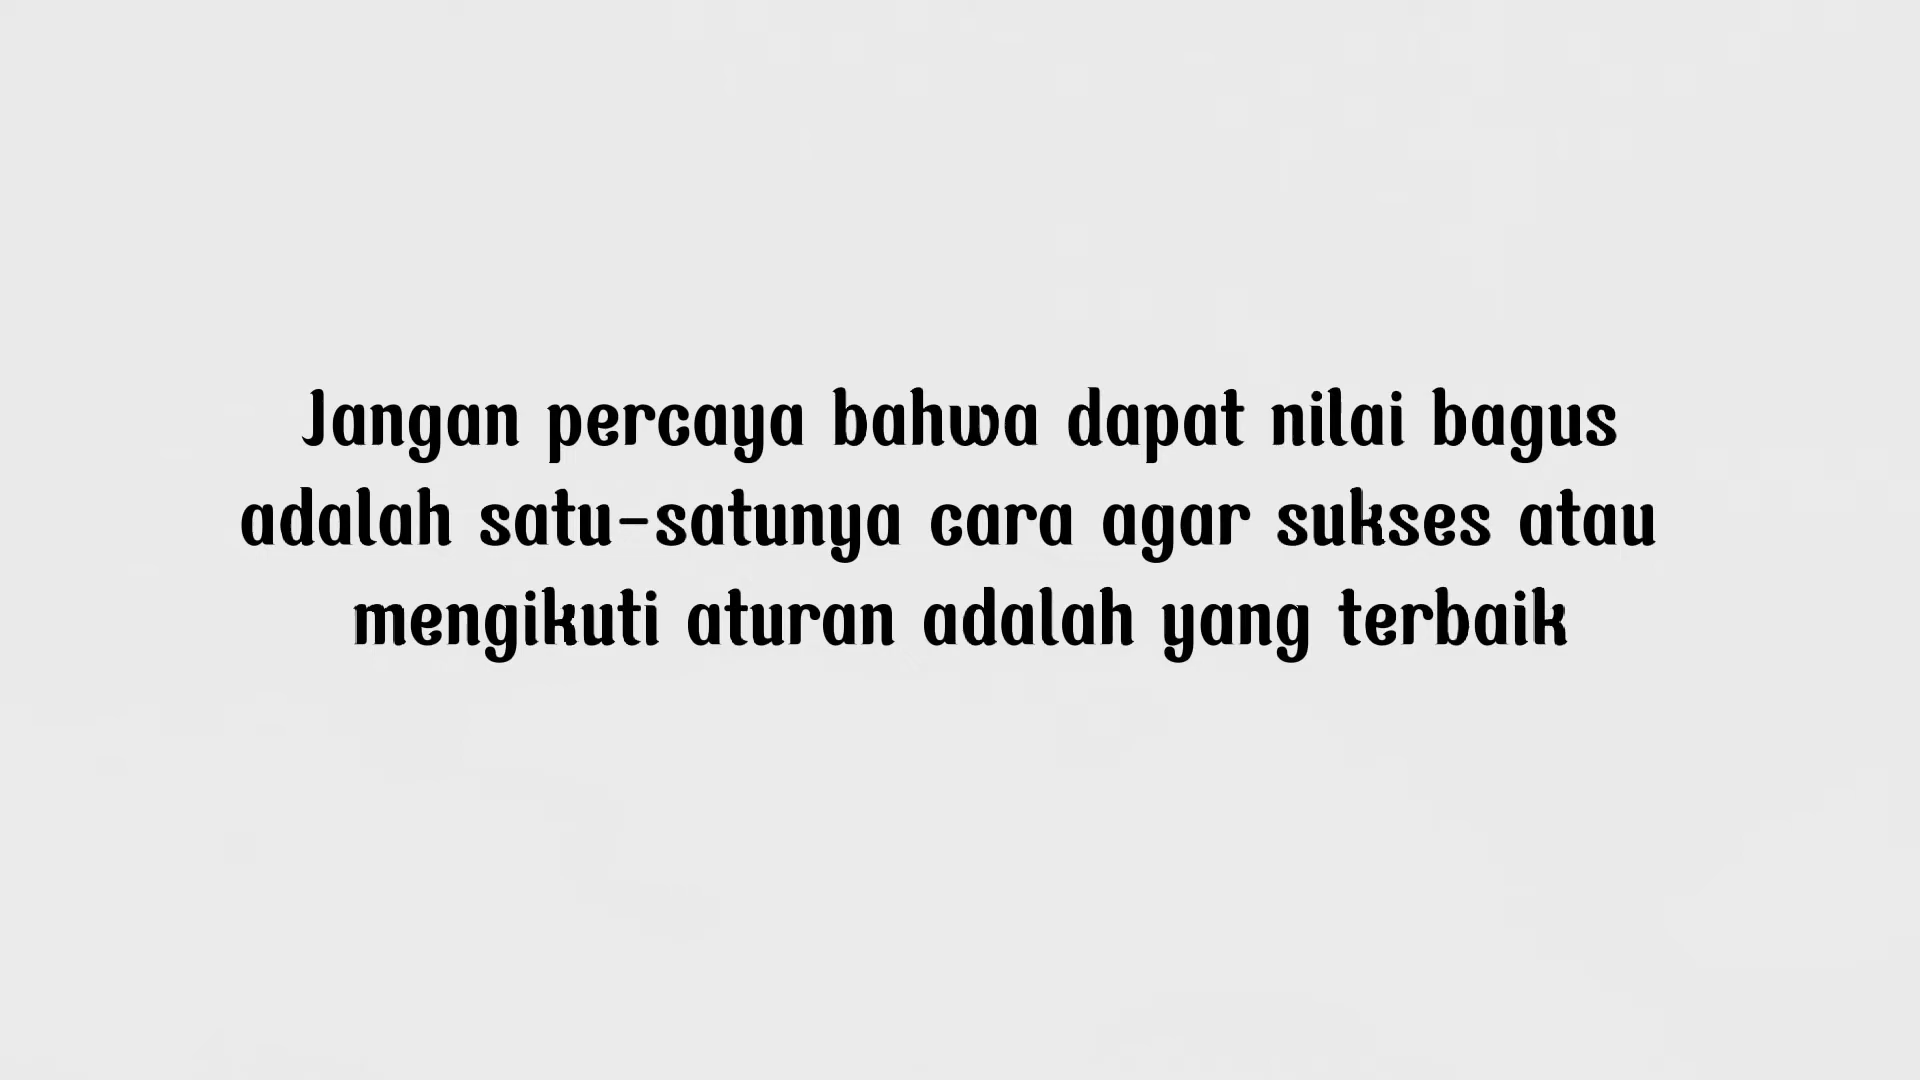 Jangan percaya bahwa dapat nilai bagus
adalah satu-satunya cara agar sukses atau
mengikuti aturan adalah yang terbaik